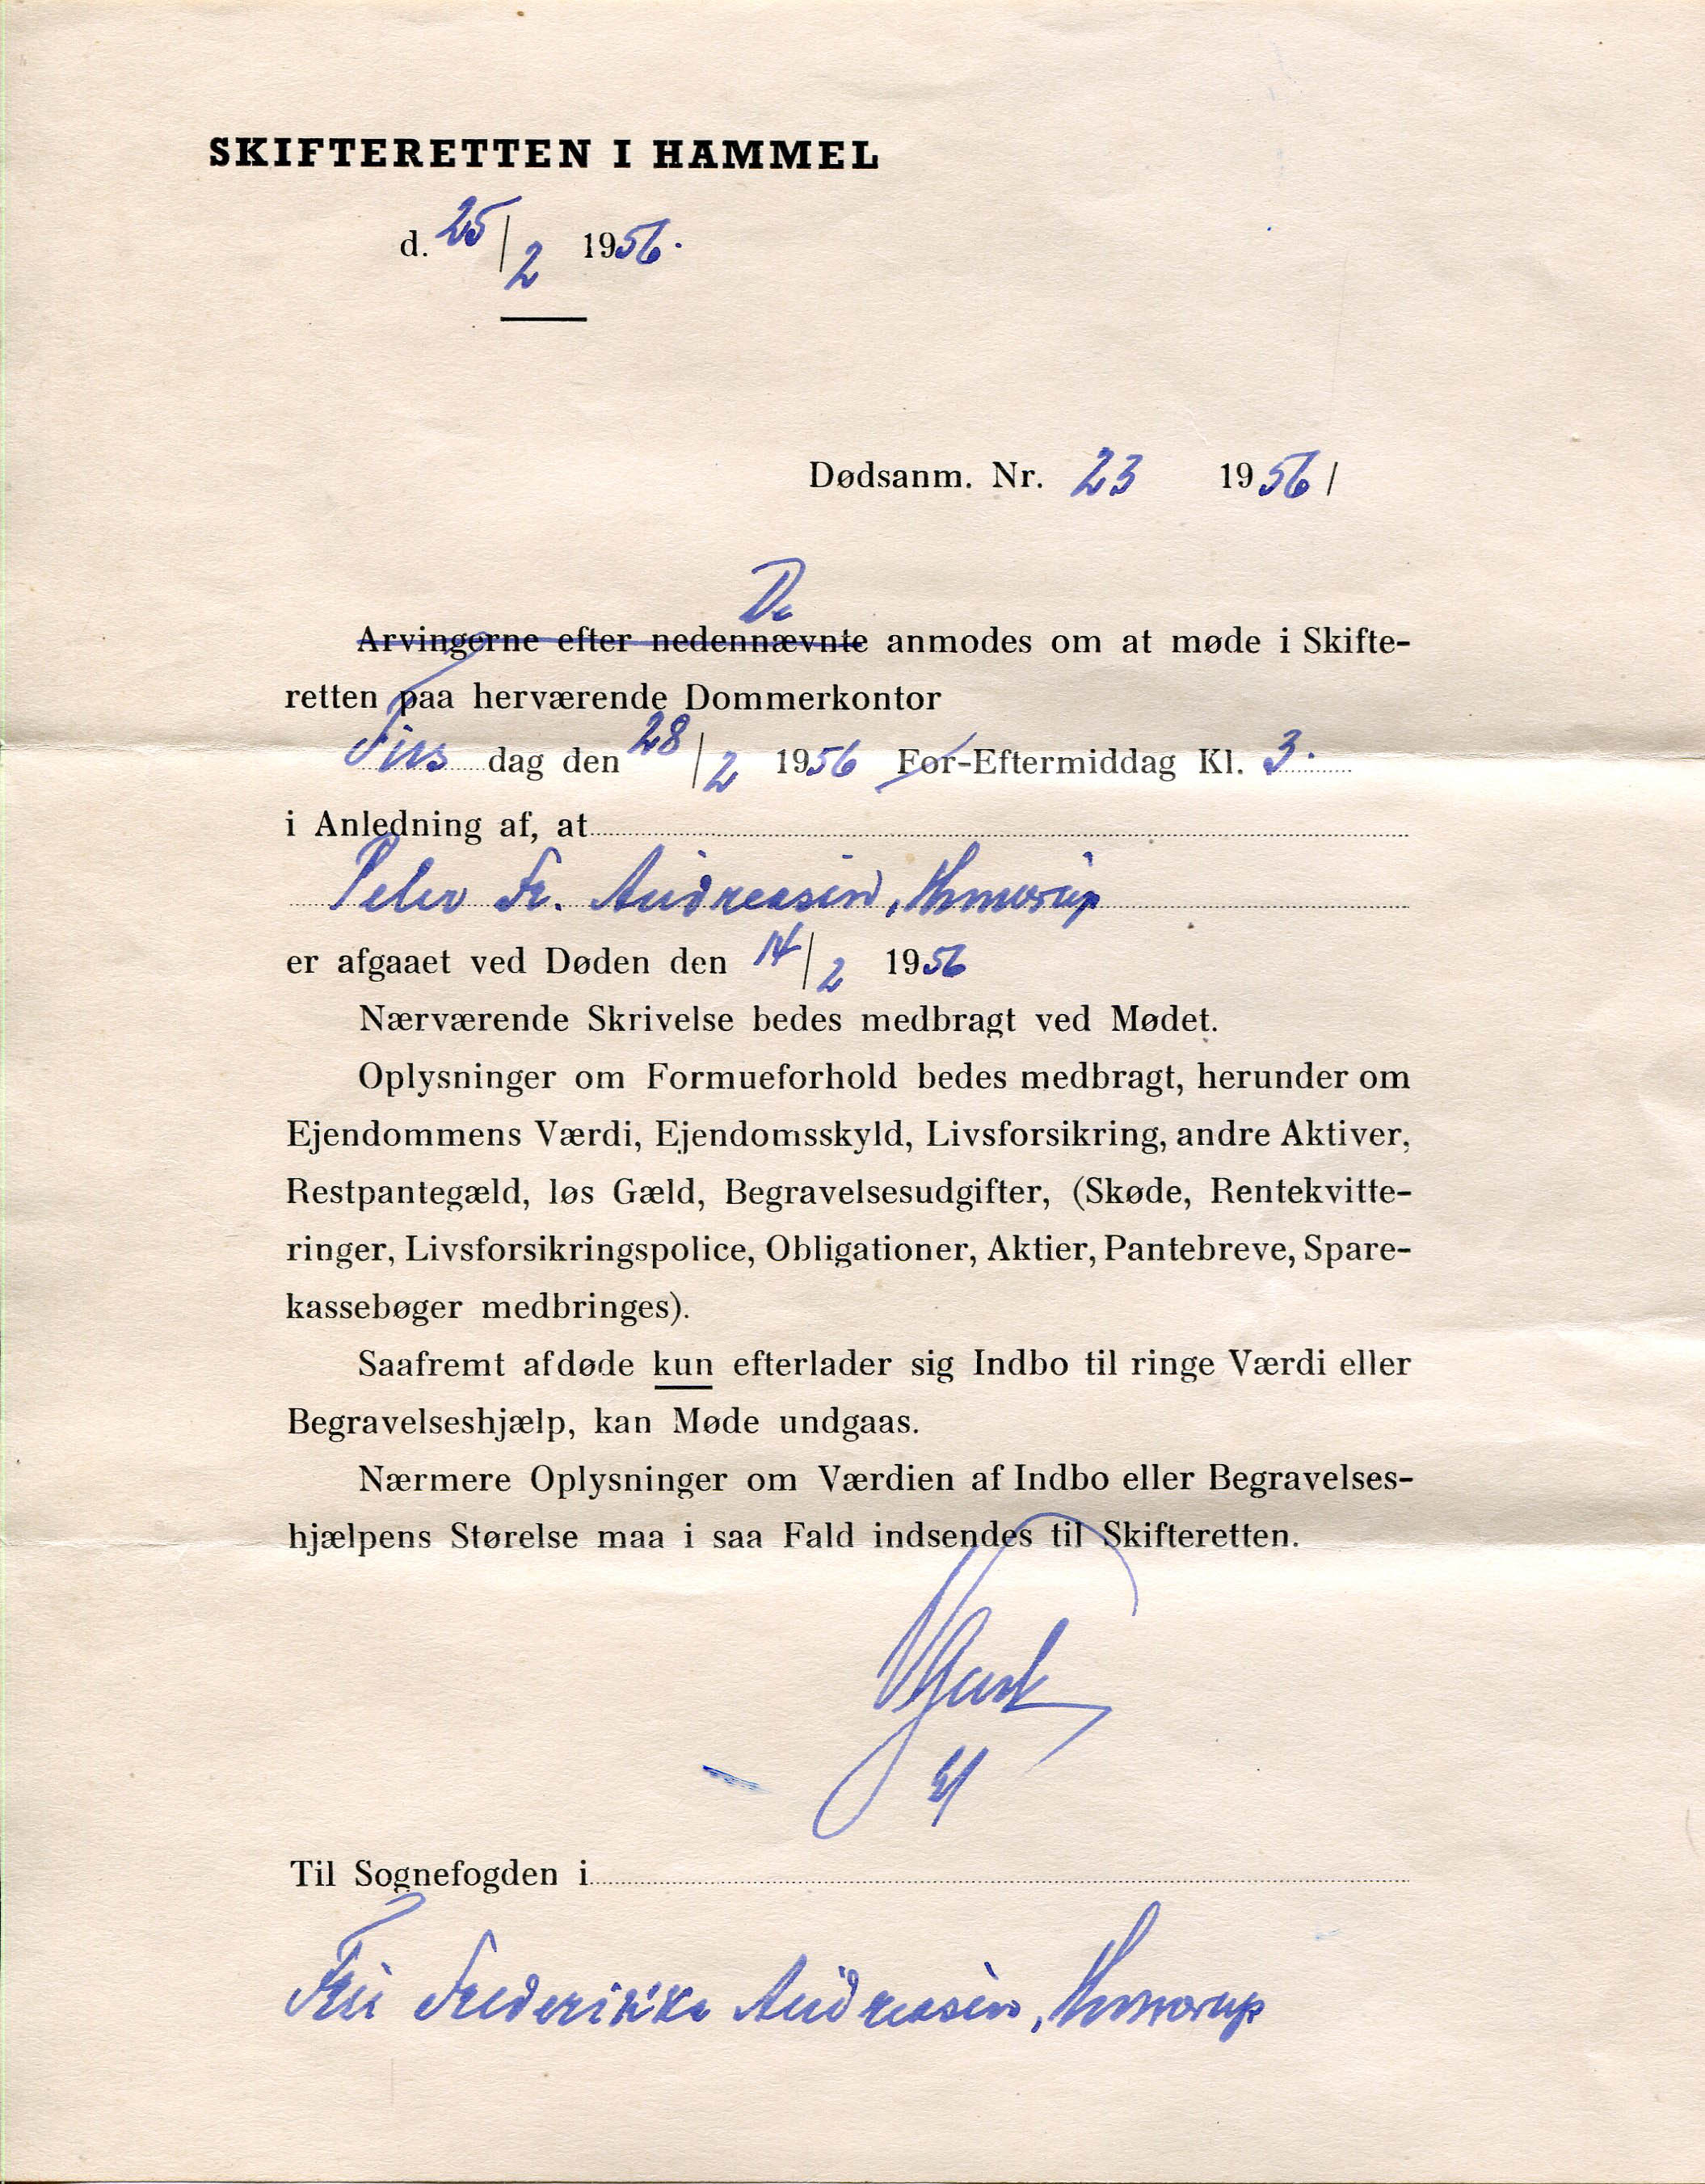 SKIFTERETTEN I HAMMEL
d. 25/2 1956.
Dødsanm. Nr. 23 1956/
De
Arvingerne efter nedennævnte anmodes om at møde i Skifte-
retten paa herværende Dommerkontor
Tirs dag den 28/2 1956 For-Eftermiddag Kl. 3.
i Anledning af, at
Peter Fr. Andreasen,
er afgaaet ved Døden den 14/2 1956
Nærværende Skrivelse bedes medbragt ved Mødet.
Oplysninger om Formueforhold bedes medbragt, herunder om
Ejendommens Værdi, Ejendomsskyld, Livsforsikring, andre Aktiver,
Restpantegæld, løs Gæld, Begravelsesudgifter, (Skøde, Rentekvitte-
ringer, Livsforsikringspolice, Obligationer, Aktier, Pantebreve, Spare-
kassebøger medbringes).
Saafremt afdøde kun efterlader sig Indbo til ringe Værdi eller
Begravelseshjælp, kan Møde undgaas.
Nærmere Oplysninger om Værdien af Indbo eller Begravelses-
hjælpens Størelse maa i saa Fald indsendes til Skifteretten.
Til Sognefogden i
Fru Frederikke Andreasen,